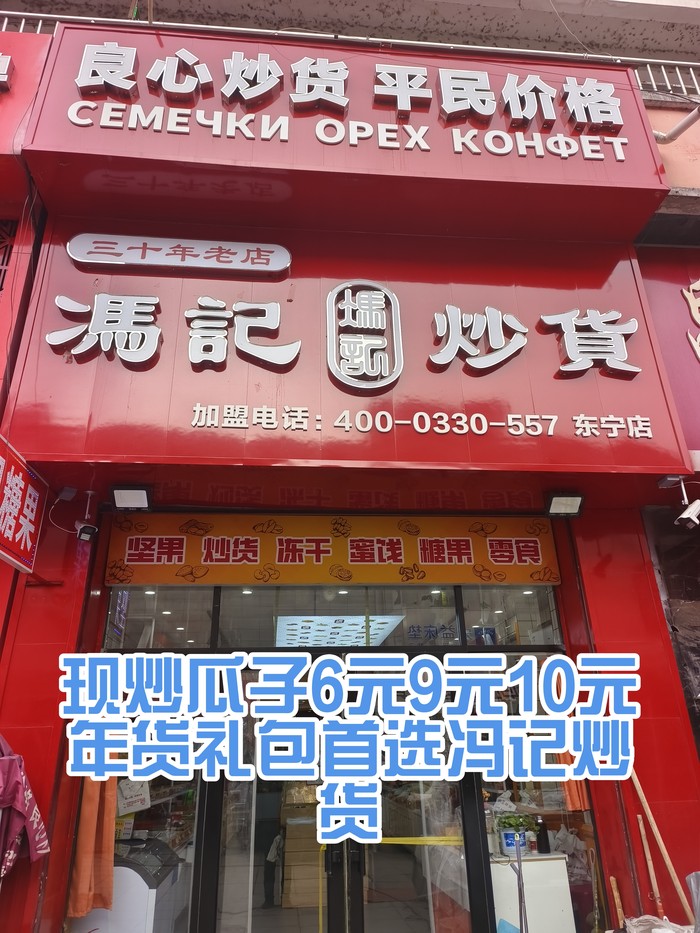 良心炒货 平民价格
СЕМЕЧКИ ОРЕХ КОНФЕТ
三十年老店
馮記 馮記 炒貨
加盟电话：400-0330-557 东宁店
糖果
坚果 炒货 冻干 蜜饯 糖果 零食
现炒瓜子6元9元10元
年货礼包首选冯记炒
货